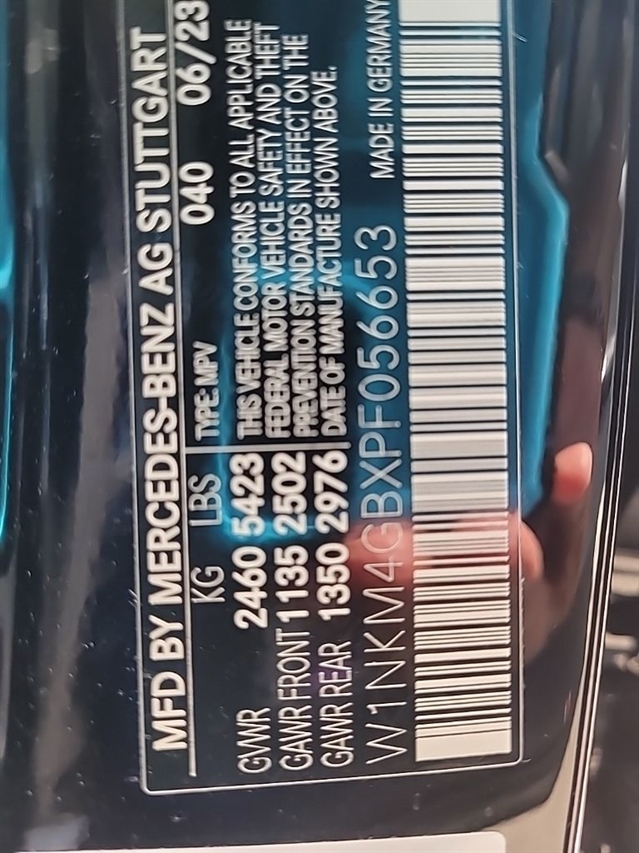 MFD BY MERCEDES-BENZ AG STUTTGART
KG LBS TYPE: MPV 040 06/23
GVWR 2460 5423 THIS VEHICLE CONFORMS TO ALL APPLICABLE
GAWR FRONT 1135 2502 FEDERAL MOTOR VEHICLE SAFETY AND THEFT
PREVENTION STANDARDS IN EFFECT ON THE
GAWR REAR 1350 2976 DATE OF MANUFACTURE SHOWN ABOVE.
W1NKM4GBXPF056653 MADE IN GERMANY